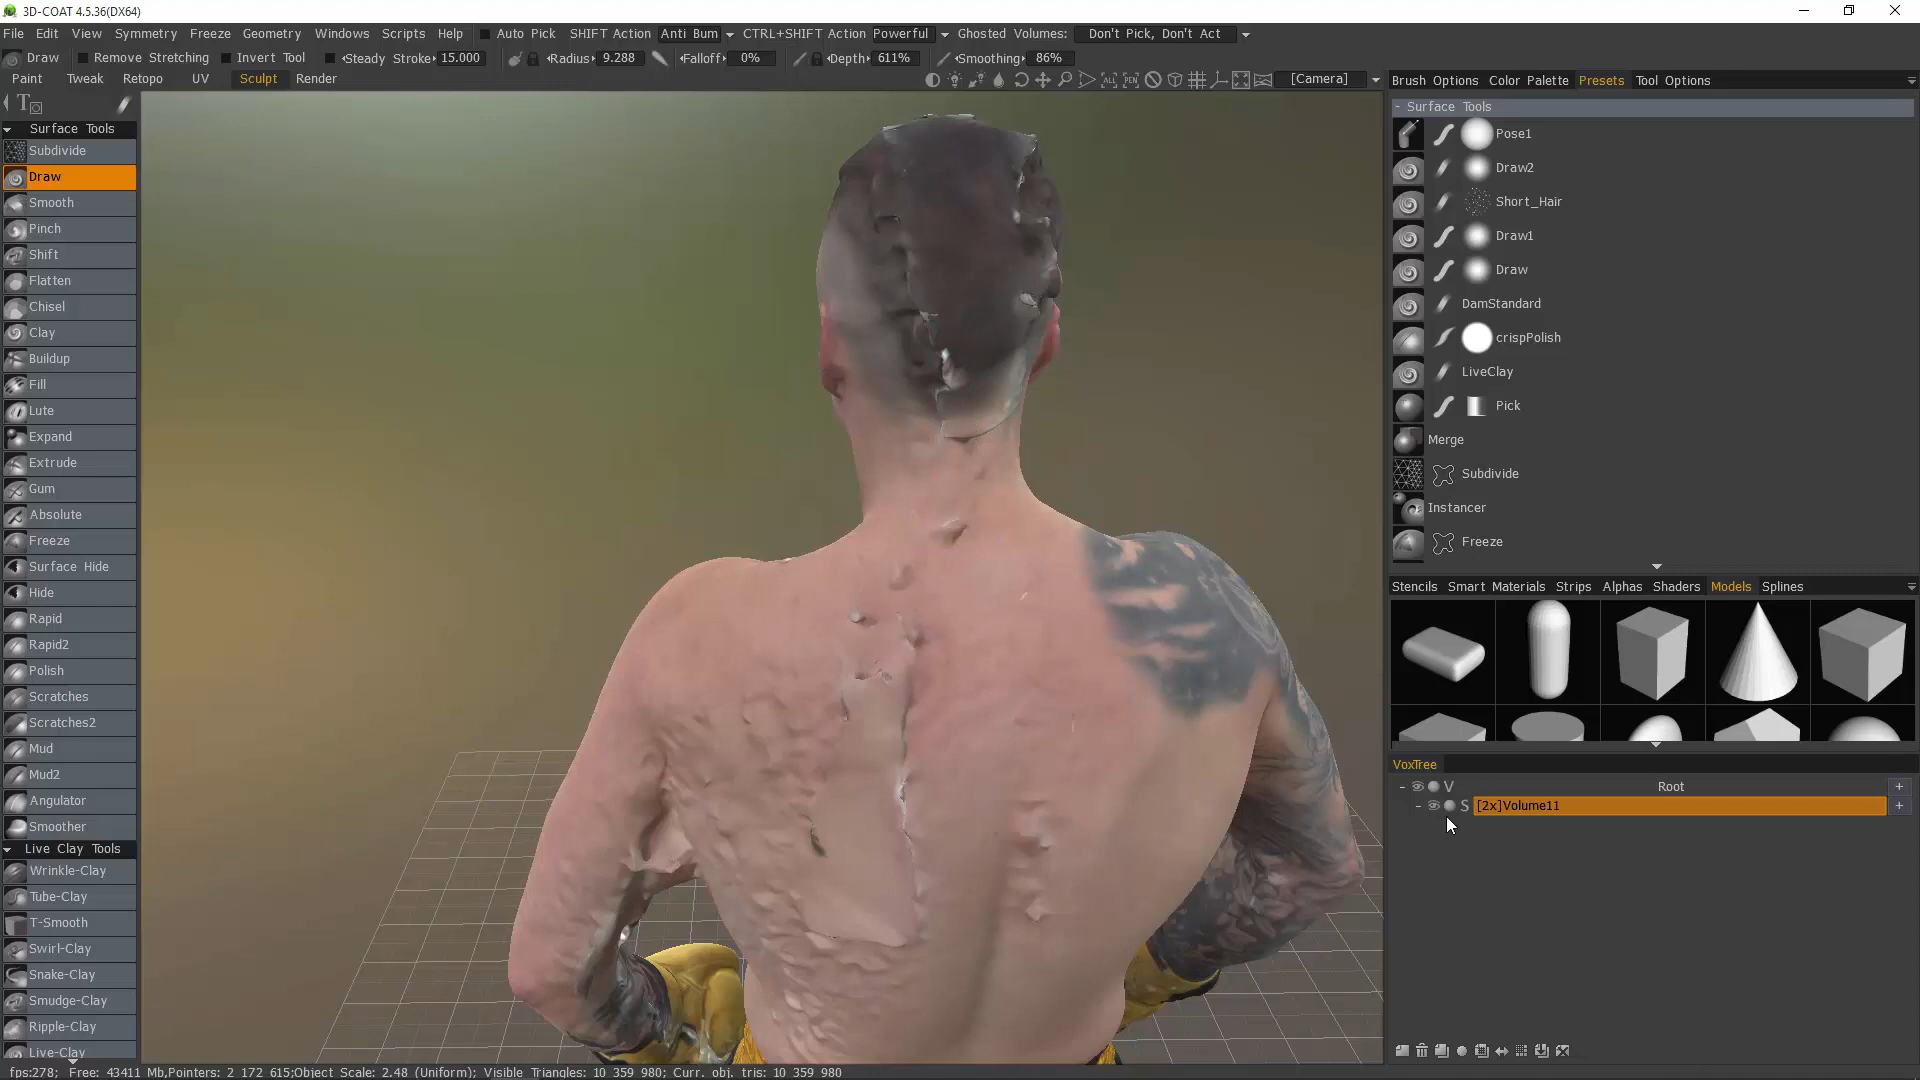 3D-COAT 4.5.36(DX64)
File Edit View Symmetry Freeze Geometry Windows Scripts Help Auto Pick SHIFT Action Anti Bum CTRL+SHIFT Action Powerful Ghosted Volumes: Don't Pick, Don't Act
Draw Remove Stretching Invert Tool Steady Stroke 15.000 Radius 9.288 Falloff 0% Depth 611% Smoothing 86%
Paint Tweak Retopo UV Sculpt Render [Camera]
Brush Options Color Palette Presets Tool Options
Surface Tools
Subdivide
Draw
Smooth
Pinch
Shift
Flatten
Chisel
Clay
Buildup
Fill
Lute
Expand
Extrude
Gum
Absolute
Freeze
Surface Hide
Hide
Rapid
Rapid2
Polish
Scratches
Scratches2
Mud
Mud2
Angulator
Smoother
Live Clay Tools
Wrinkle-Clay
Tube-Clay
T-Smooth
Swirl-Clay
Snake-Clay
Smudge-Clay
Ripple-Clay
Live-Clay
- Surface Tools
Pose1
Draw2
Short_Hair
Draw1
Draw
DamStandard
crispPolish
LiveClay
Pick
Merge
Subdivide
Instancer
Freeze
Stencils Smart Materials Strips Alphas Shaders Models Splines
VoxTree
- V Root +
- S [2x]Volume11 +
fps:278; Free: 43411 Mb,Pointers: 2 172 615;Object Scale: 2.48 (Uniform); Visible Triangles: 10 359 980; Curr. obj. tris: 10 359 980